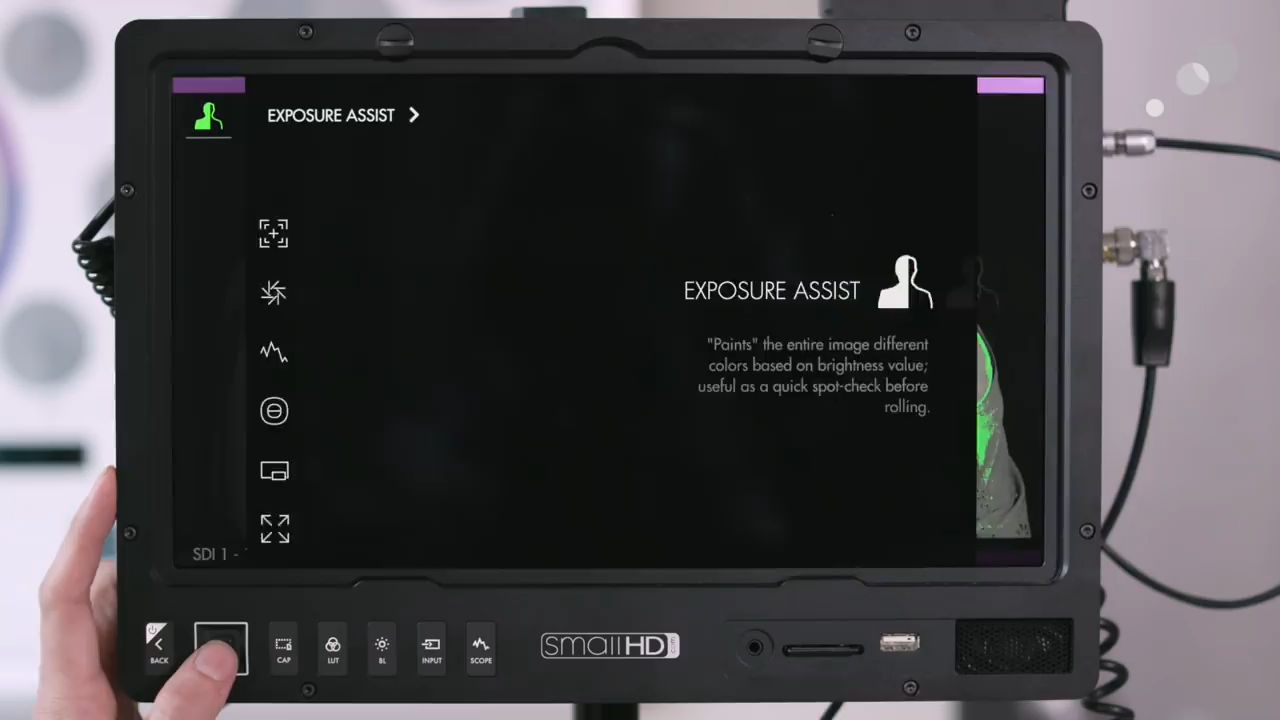 EXPOSURE ASSIST
EXPOSURE ASSIST
"Paints" the entire image different
colors based on brightness value;
useful as a quick spot-check before
rolling.
SDI 1 -
BACK
CAP
LUT
BL
INPUT
SCOPE
smallHD.com